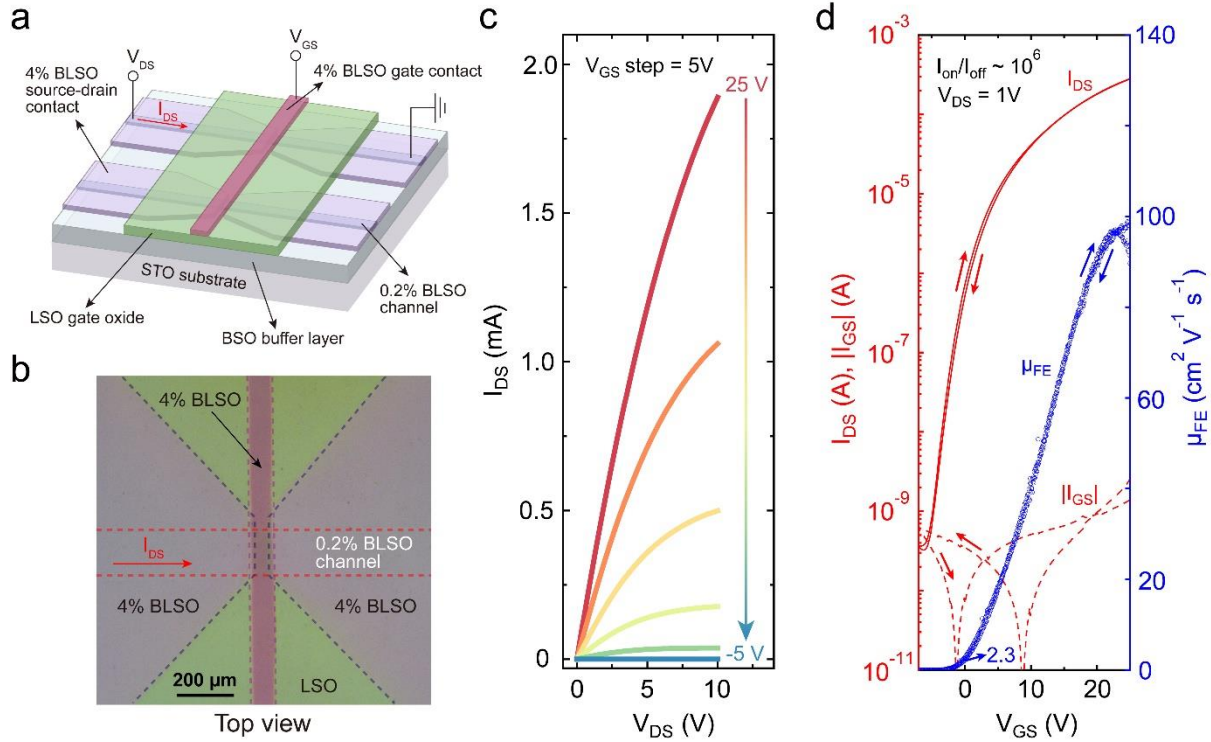 a
V_DS
V_GS
4% BLSO
source-drain
contact
4% BLSO gate contact
I_DS
STO substrate
LSO gate oxide
BSO buffer layer
0.2% BLSO
channel
b
4% BLSO
I_DS
0.2% BLSO
channel
4% BLSO
4% BLSO
200 μm
LSO
Top view
c
V_GS step = 5V
25 V
-5 V
2.0
1.5
1.0
0.5
0
I_DS (mA)
0
5
10
V_DS (V)
d
I_on/I_off ~ 10^6
V_DS = 1V
I_DS
μ_FE
|I_GS|
2.3
10^-3
10^-5
10^-7
10^-9
10^-11
I_DS (A), |I_GS| (A)
0
10
20
V_GS (V)
140
100
60
20
0
μ_FE (cm^2 V^-1 s^-1)